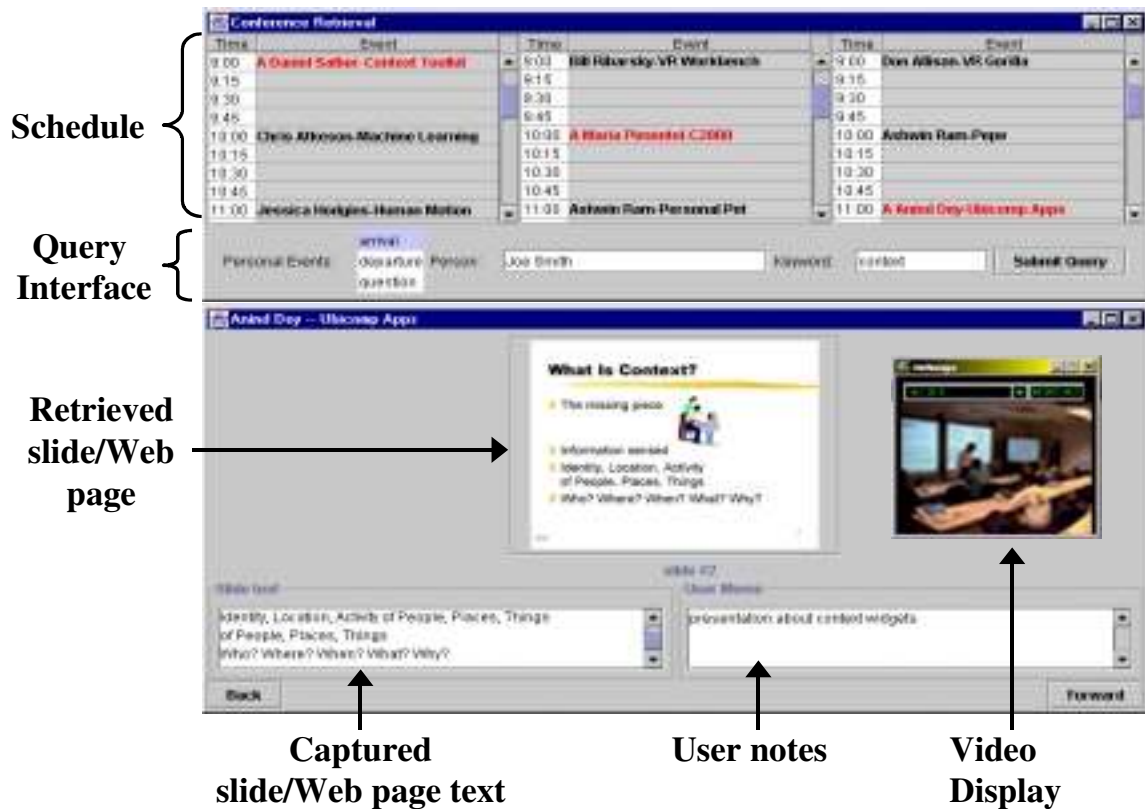 Conference Retrieval
Time Event Time Event Time Event
9:00 A Daniel Salber-Context Toolkit 9:00 Bill Ribarsky-VR Workbench 9:00 Don Allison-VR Gorilla
9:15 9:15 9:15
9:30 9:30 9:30
9:45 9:45 9:45
Schedule
10:00 Chris Atkeson-Machine Learning 10:00 A Maria Pimentel-C2000 10:00 Ashwin Ram-Pepe
10:15 10:15 10:15
10:30 10:30 10:30
10:45 10:45 10:45
11:00 Jessica Hodgins-Human Motion 11:00 Ashwin Ram-Personal Pet 11:00 A Anind Dey-Ubicomp Apps
Query
Interface
arrival
Personal Events: departure Person: Joe Smith Keyword: context Submit Query
question
Anind Dey -- Ubicomp Apps
What Is Context?
The missing piece
Information sensed
Identity, Location, Activity
of People, Places, Things
Who? Where? When? What? Why?
Retrieved
slide/Web
page
slide #2
Slide text User Memo
Identity, Location, Activity of People, Places, Things
of People, Places, Things
Who? Where? When? What? Why?
presentation about context widgets
Back Forward
Captured
slide/Web page text
User notes
Video
Display